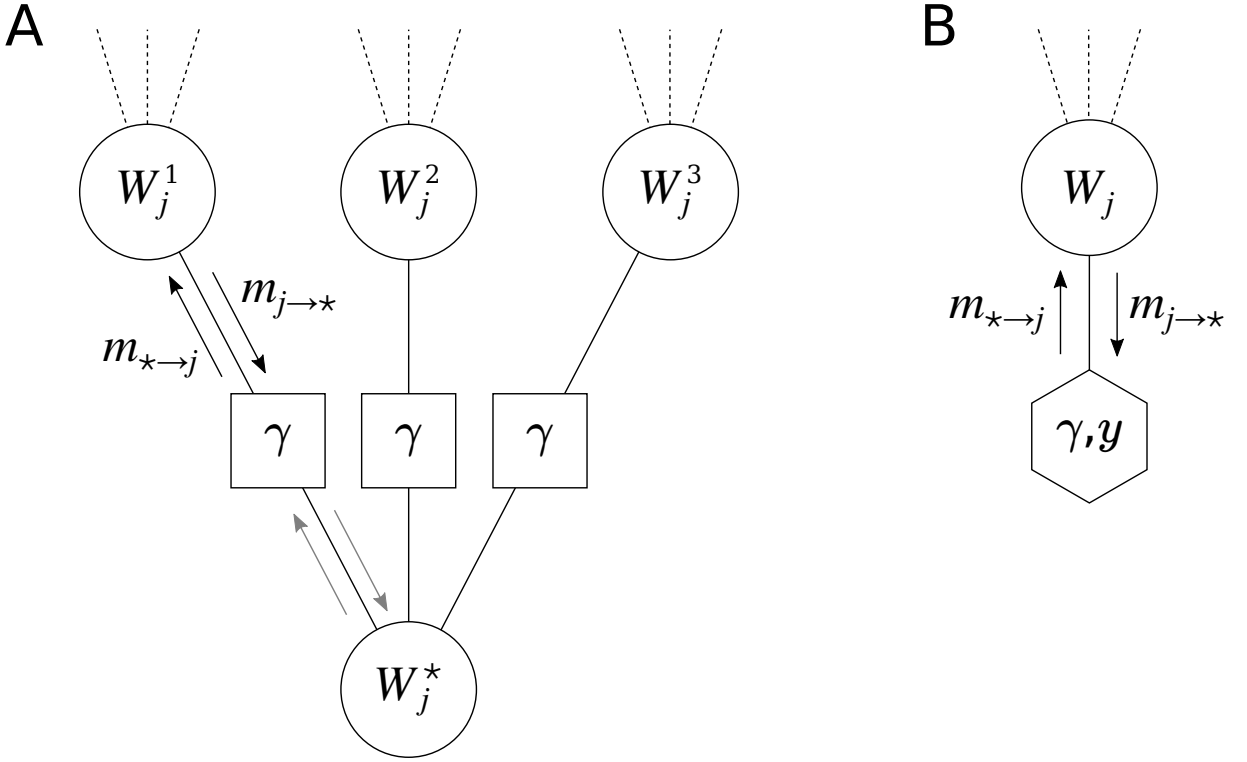 A B
W_j^1 W_j^2 W_j^3 W_j
m_{j→⋆}
m_{⋆→j} m_{⋆→j} m_{j→⋆}
γ γ γ γ,y
W_j^⋆